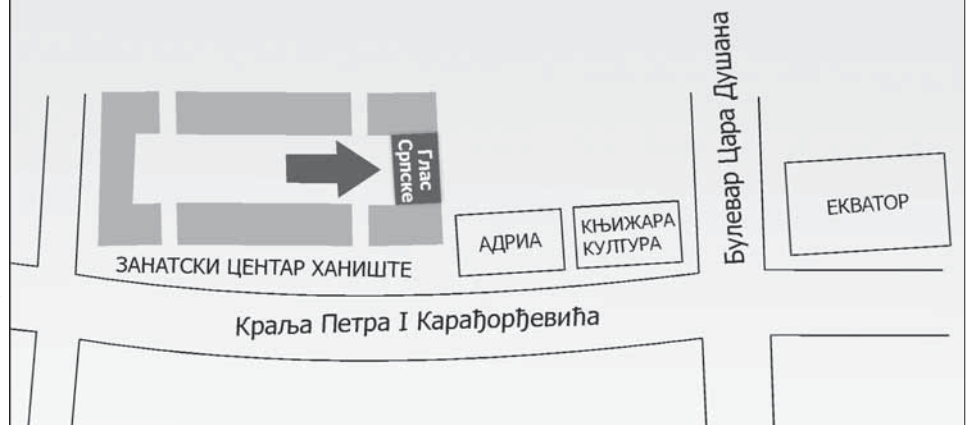 Булевар Цара Душана
Глас
Српске
ЕКВАТОР
АДРИА
КЊИЖАРА
КУЛТУРА
ЗАНАТСКИ ЦЕНТАР ХАНИШТЕ
Краља Петра I Карађорђевића